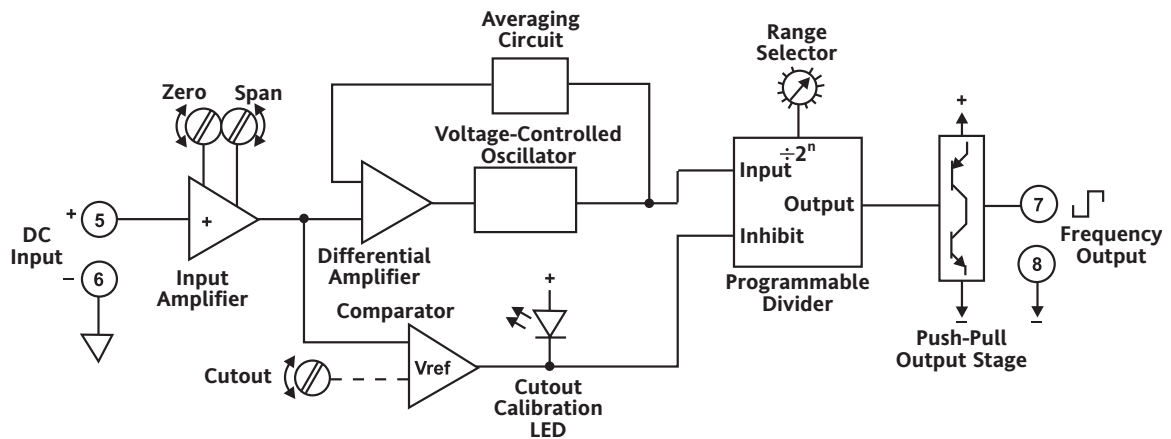 Averaging
Circuit
Range
Selector
Zero
Span
Voltage-Controlled
Oscillator
÷2ⁿ
Input
Output
Inhibit
+
+
5
DC
Input
−
6
+
Input
Amplifier
Differential
Amplifier
Programmable
Divider
7
Frequency
Output
8
−
−
Push-Pull
Output Stage
Comparator
+
Vref
Cutout
Cutout
Calibration
LED